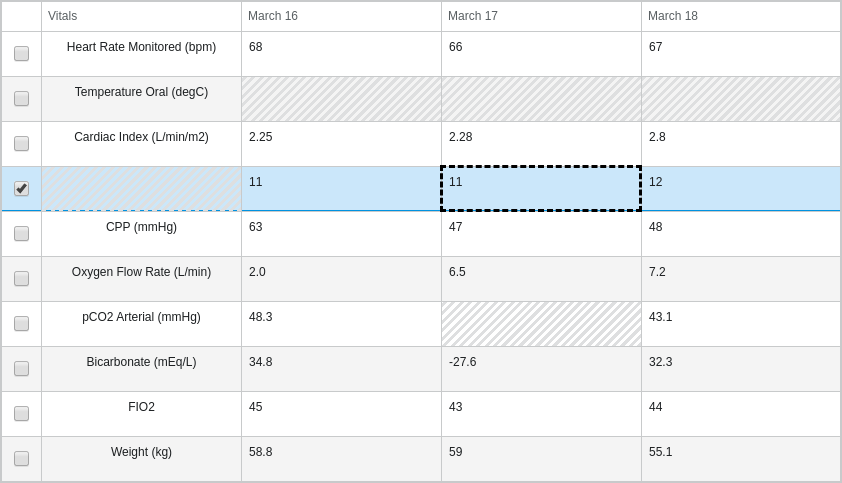 Vitals March 16 March 17 March 18
Heart Rate Monitored (bpm) 68 66 67
Temperature Oral (degC)
Cardiac Index (L/min/m2) 2.25 2.28 2.8
11 11 12
CPP (mmHg) 63 47 48
Oxygen Flow Rate (L/min) 2.0 6.5 7.2
pCO2 Arterial (mmHg) 48.3 43.1
Bicarbonate (mEq/L) 34.8 -27.6 32.3
FIO2 45 43 44
Weight (kg) 58.8 59 55.1